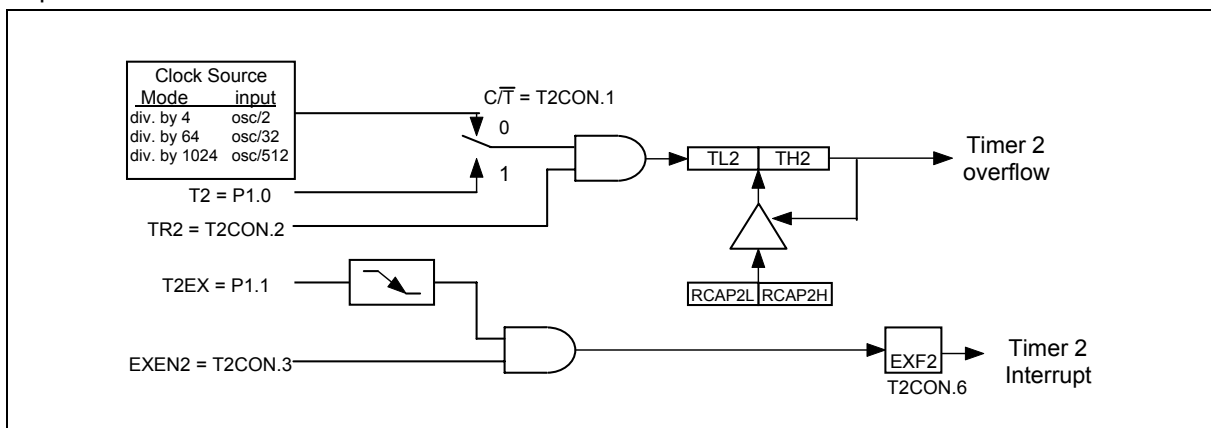 Clock Source
Mode input
div. by 4 osc/2
div. by 64 osc/32
div. by 1024 osc/512
C/T̅ = T2CON.1
0
1
T2 = P1.0
TR2 = T2CON.2
TL2 TH2
Timer 2
overflow
T2EX = P1.1
RCAP2L RCAP2H
EXEN2 = T2CON.3
EXF2
T2CON.6
Timer 2
Interrupt